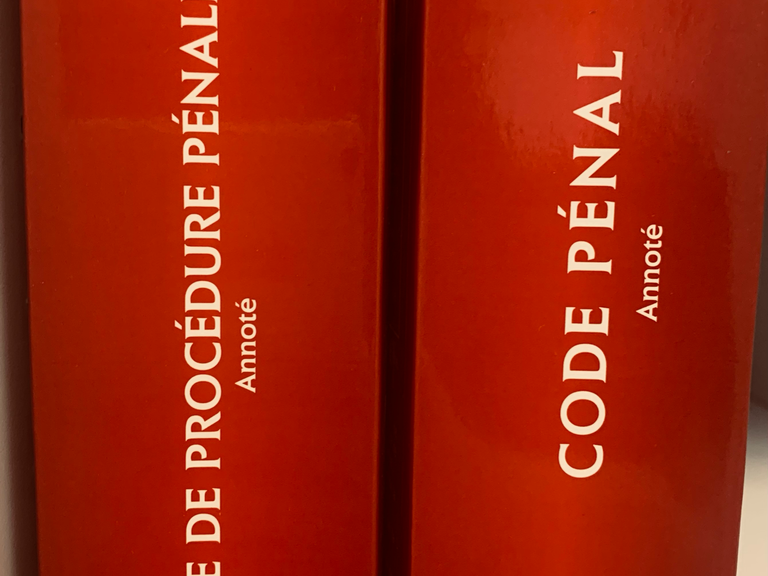 E DE PROCÉDURE PÉNAL
Annoté
CODE PÉNAL
Annoté